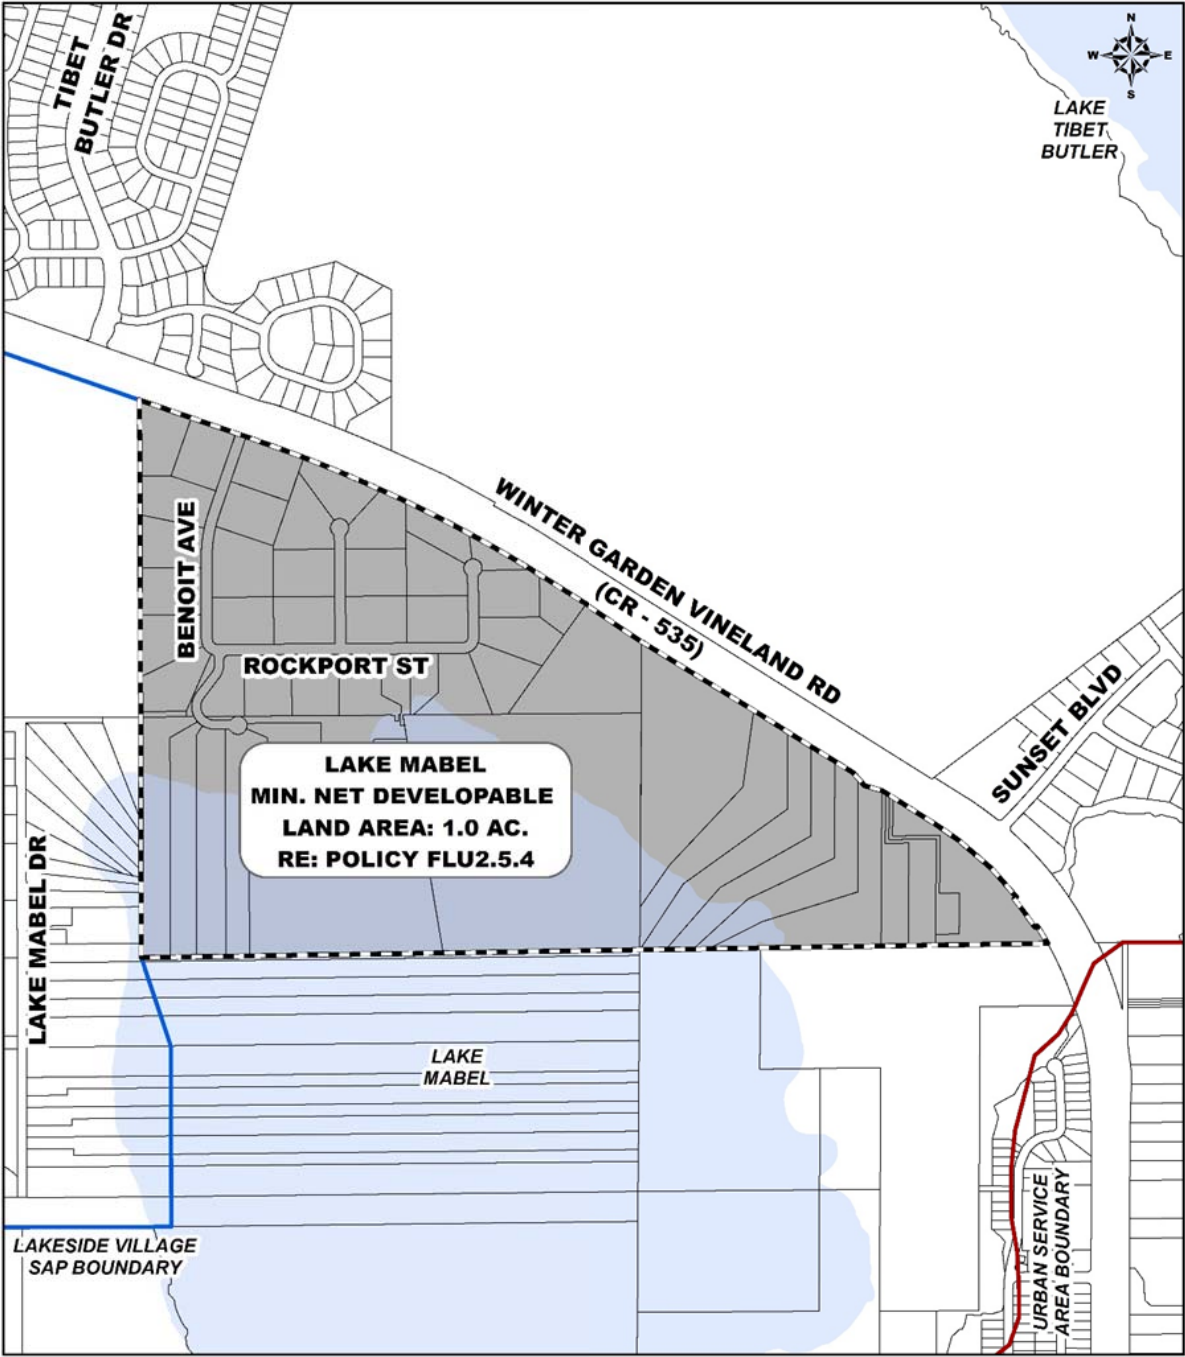 TIBET
BUTLER DR
N
W
E
S
LAKE
TIBET
BUTLER
WINTER GARDEN VINELAND RD
(CR - 535)
BENOIT AVE
ROCKPORT ST
SUNSET BLVD
LAKE MABEL
MIN. NET DEVELOPABLE
LAND AREA: 1.0 AC.
RE: POLICY FLU2.5.4
LAKE MABEL DR
LAKE
MABEL
LAKESIDE VILLAGE
SAP BOUNDARY
URBAN SERVICE
AREA BOUNDARY